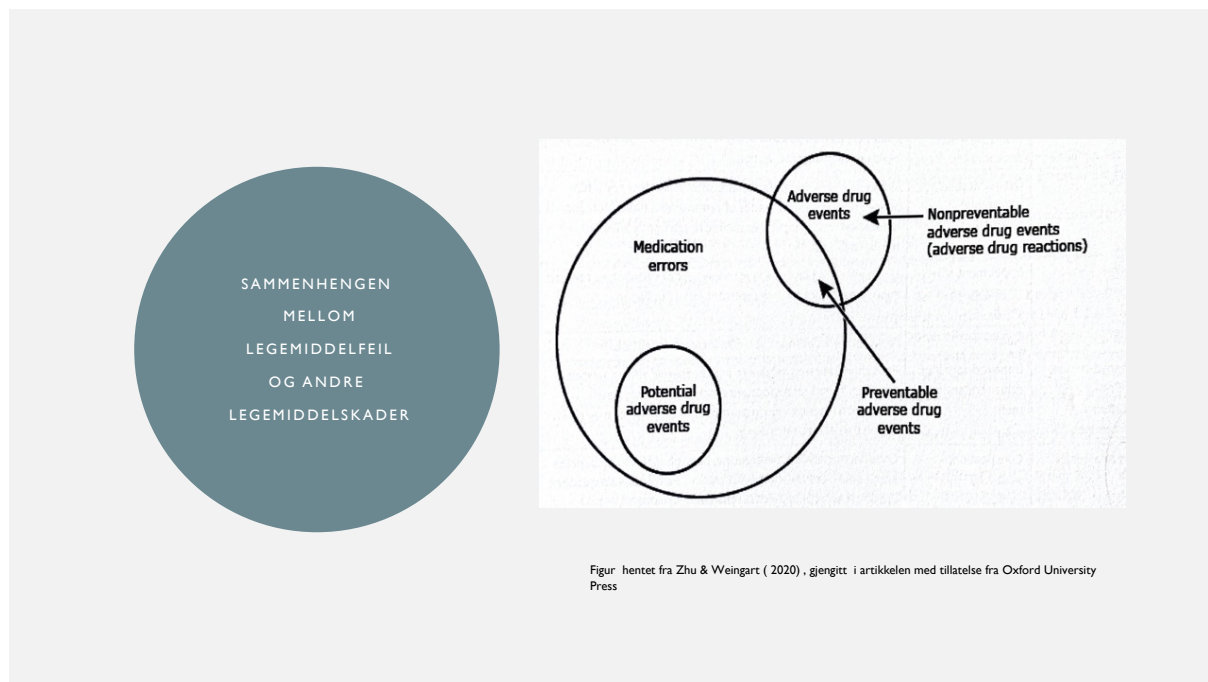 SAMMENHENGEN
MELLOM
LEGEMIDDELFEIL
OG ANDRE
LEGEMIDDELSKADER
Adverse drug
events
Nonpreventable
adverse drug events
(adverse drug reactions)
Medication
errors
Potential
adverse drug
events
Preventable
adverse drug
events
Figur  hentet fra Zhu & Weingart ( 2020) , gjengitt  i artikkelen med tillatelse fra Oxford University
Press